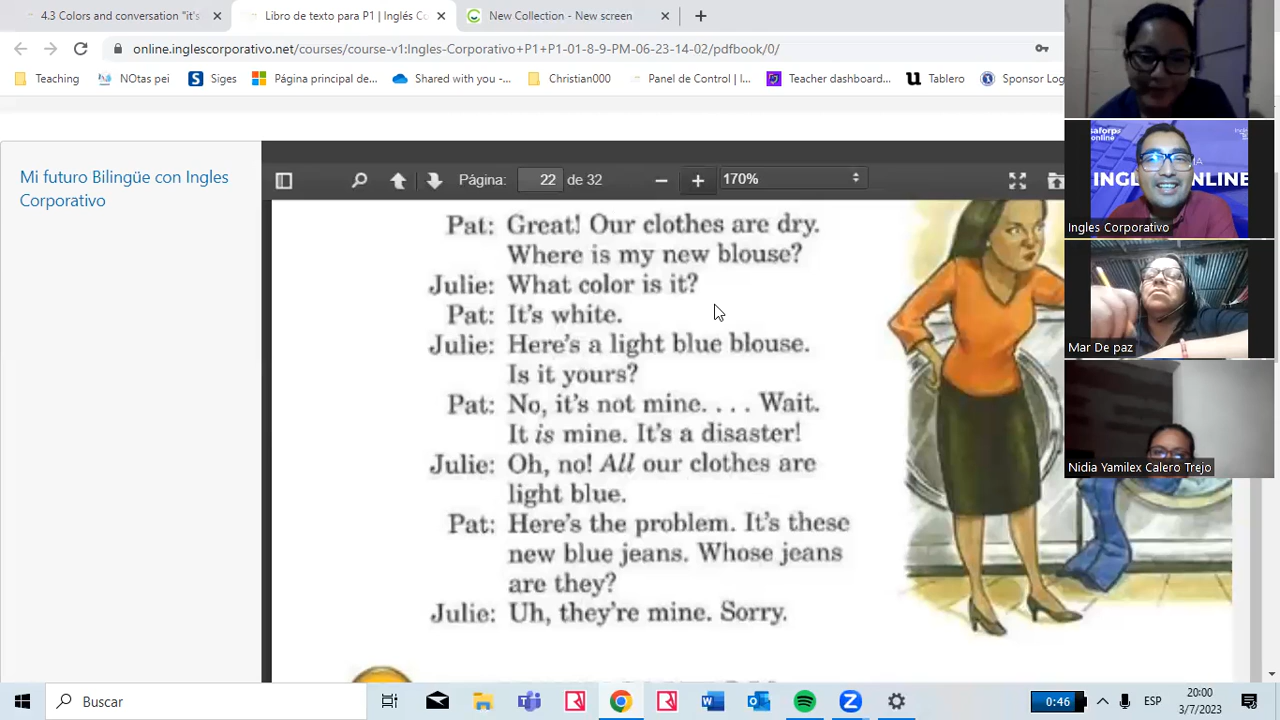 4.3 Colors and conversation "it's
Libro de texto para P1 | Inglés Co
New Collection - New screen
online.inglescorporativo.net/courses/course-v1:Ingles-Corporativo+P1+P1-01-8-9-PM-06-23-14-02/pdfbook/0/
Teaching
NOtas pei
Siges
Página principal de...
Shared with you -...
Christian000
Panel de Control | I...
Teacher dashboard...
Tablero
Sponsor Log
Mi futuro Bilingüe con Ingles
Corporativo
Página: 22 de 32
170%
Pat: Great! Our clothes are dry.
Where is my new blouse?
Julie: What color is it?
Pat: It's white.
Julie: Here's a light blue blouse.
Is it yours?
Pat: No, it's not mine. . . . Wait.
It is mine. It's a disaster!
Julie: Oh, no! All our clothes are
light blue.
Pat: Here's the problem. It's these
new blue jeans. Whose jeans
are they?
Julie: Uh, they're mine. Sorry.
INGL
NLINE
Ingles Corporativo
Mar De paz
Nidia Yamilex Calero Trejo
Buscar
0:46
ESP
20:00
3/7/2023